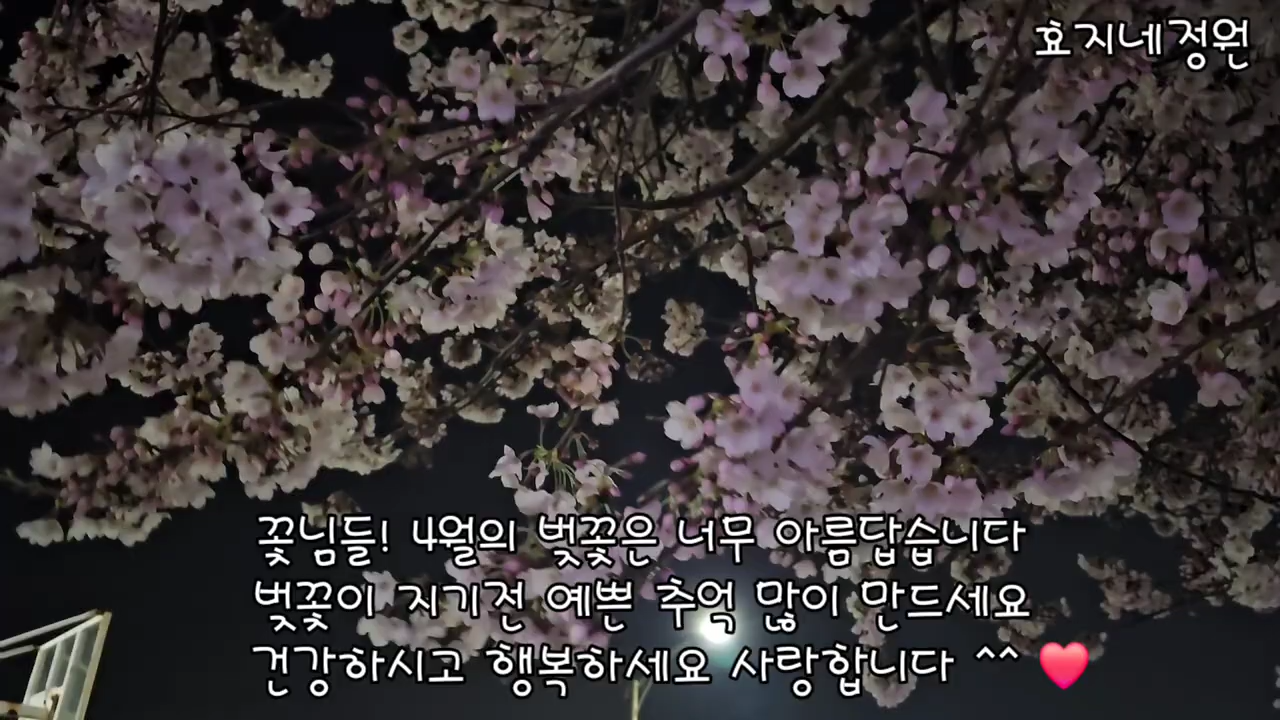 효지네정원
꽃님들! 4월의 벚꽃은 너무 아름답습니다
벚꽃이 지기전 예쁜 추억 많이 만드세요
건강하시고 행복하세요 사랑합니다 ^^ ❤